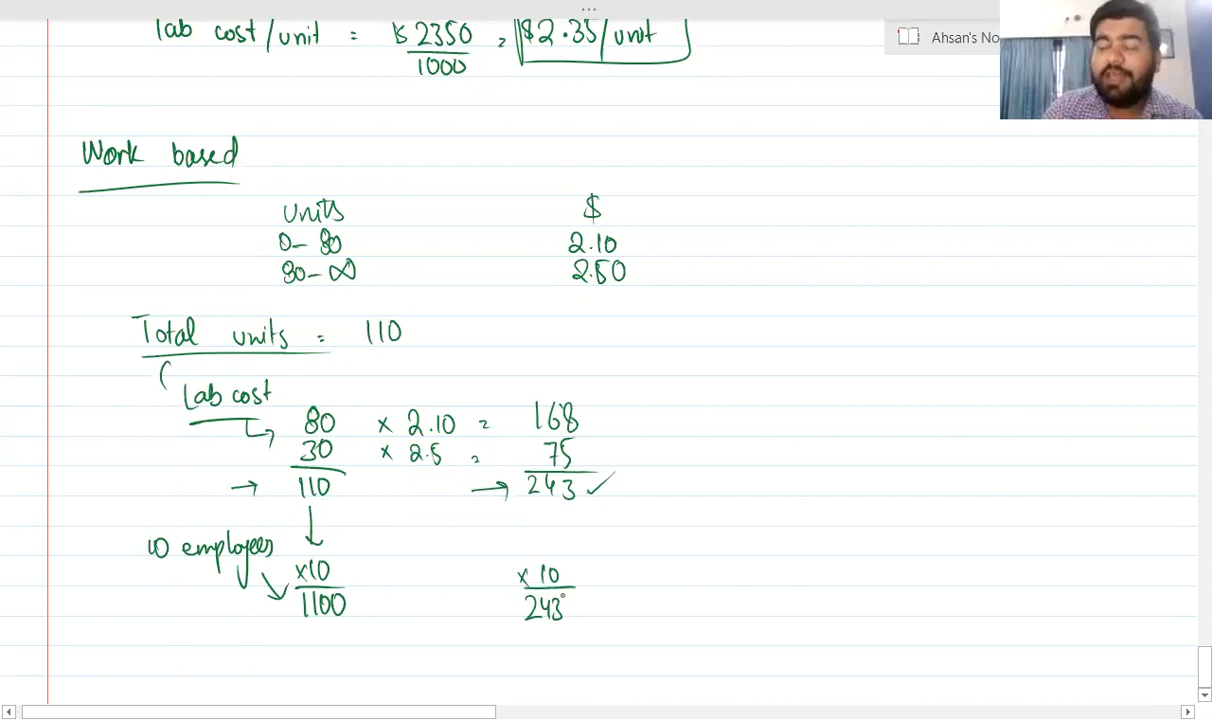 lab cost/unit = $ 2350 / 1000 = $2.35/unit
Ahsan's No
Work based
units $
0-80 2.10
80-∞ 2.50
Total units = 110
(
Lab cost
→ 80 × 2.10 = 168
30 × 2.5 = 75
→ 110 → 243 ✓
10 employees
×10 × 10
1100 243